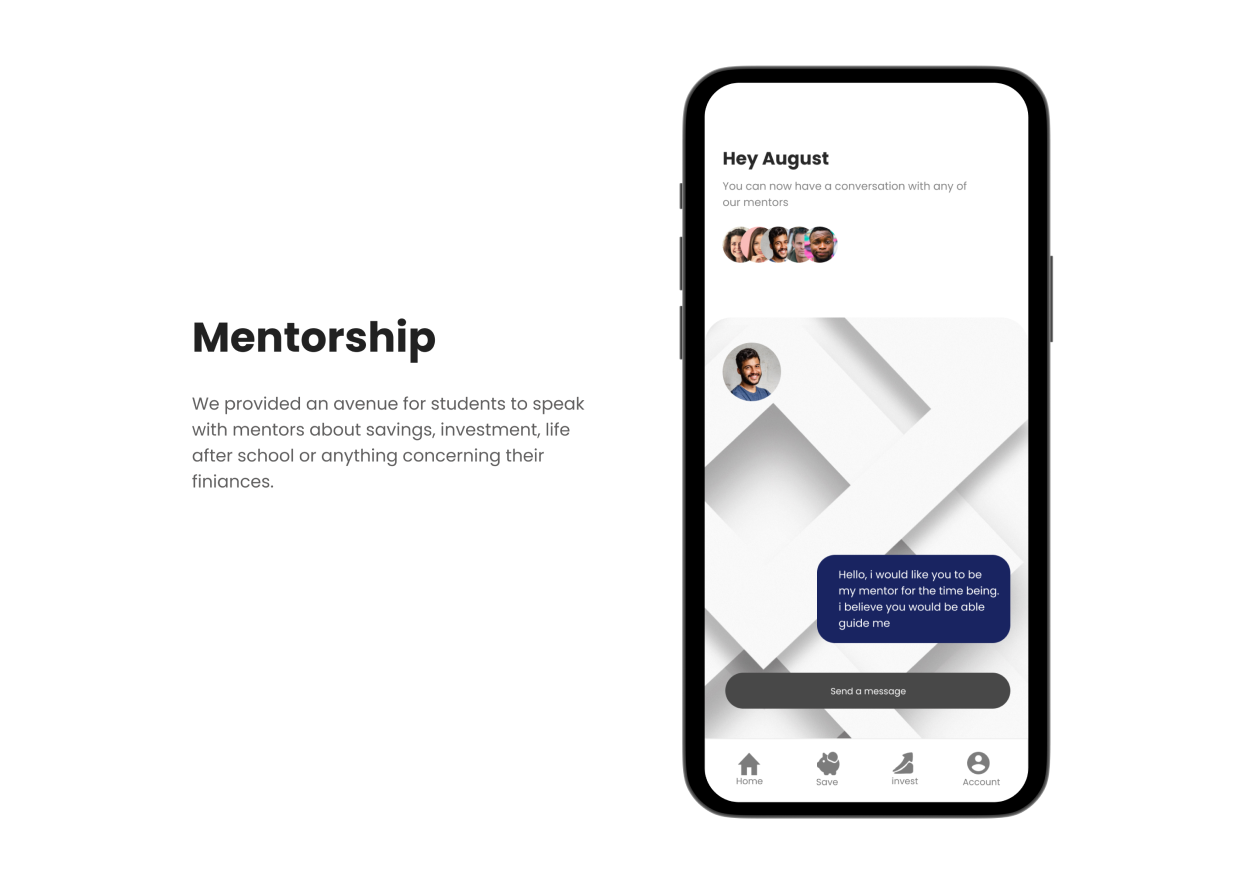 Mentorship
We provided an avenue for students to speak
with mentors about savings, investment, life
after school or anything concerning their
finiances.
Hey August
You can now have a conversation with any of
our mentors
Hello, i would like you to be
my mentor for the time being.
i believe you would be able
guide me
Send a message
Home
Save
invest
Account